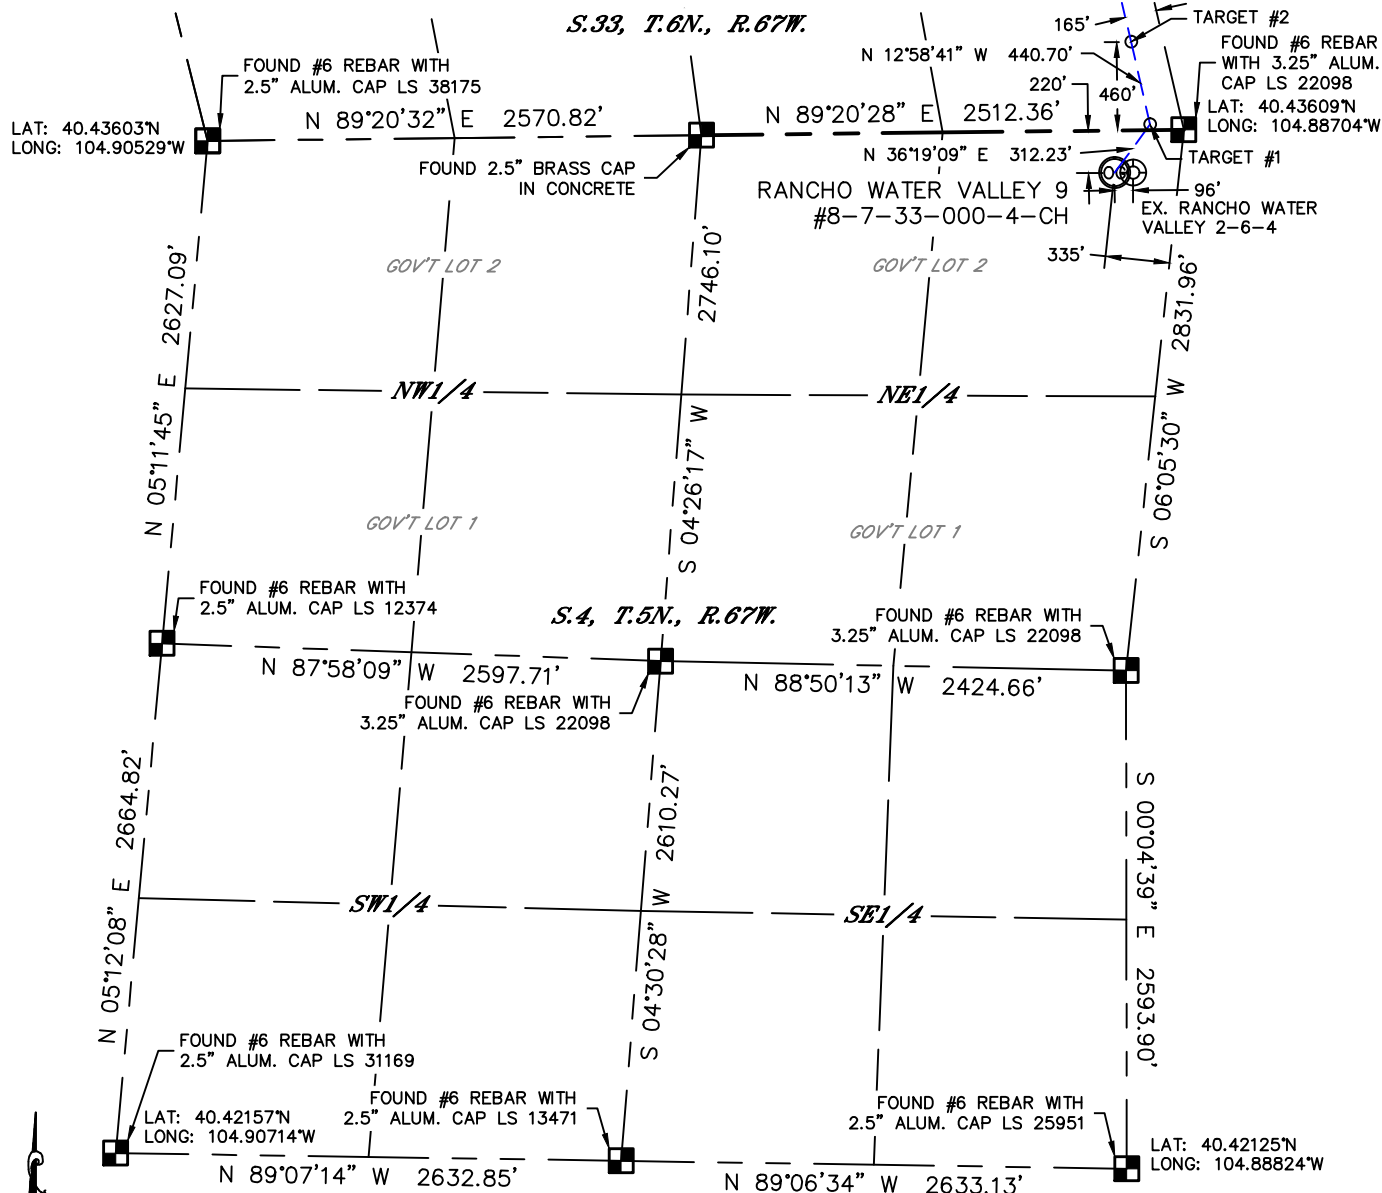 S.33, T.6N., R.67W.
165'
TARGET #2
FOUND #6 REBAR
WITH 3.25" ALUM.
CAP LS 22098
N 12°58'41" W 440.70'
220'
460'
FOUND #6 REBAR WITH
2.5" ALUM. CAP LS 38175
LAT: 40.43603°N
LONG: 104.90529°W
N 89°20'32" E 2570.82'
N 89°20'28" E 2512.36'
LAT: 40.43609°N
LONG: 104.88704°W
FOUND 2.5" BRASS CAP
IN CONCRETE
N 36°19'09" E 312.23'
TARGET #1
RANCHO WATER VALLEY 9
#8-7-33-000-4-CH
96'
EX. RANCHO WATER
VALLEY 2-6-4
335'
GOV'T LOT 2
GOV'T LOT 2
N 05°11'45" E 2627.09'
S 04°26'17" W 2746.10'
S 06°05'30" W 2831.96'
NW1/4
NE1/4
GOV'T LOT 1
GOV'T LOT 1
FOUND #6 REBAR WITH
2.5" ALUM. CAP LS 12374
S.4, T.5N., R.67W.
FOUND #6 REBAR WITH
3.25" ALUM. CAP LS 22098
N 87°58'09" W 2597.71'
N 88°50'13" W 2424.66'
FOUND #6 REBAR WITH
3.25" ALUM. CAP LS 22098
N 05°12'08" E 2664.82'
S 04°30'28" W 2610.27'
S 00°04'39" E 2593.90'
SW1/4
SE1/4
FOUND #6 REBAR WITH
2.5" ALUM. CAP LS 31169
FOUND #6 REBAR WITH
2.5" ALUM. CAP LS 13471
FOUND #6 REBAR WITH
2.5" ALUM. CAP LS 25951
LAT: 40.42157°N
LONG: 104.90714°W
LAT: 40.42125°N
LONG: 104.88824°W
N 89°07'14" W 2632.85'
N 89°06'34" W 2633.13'